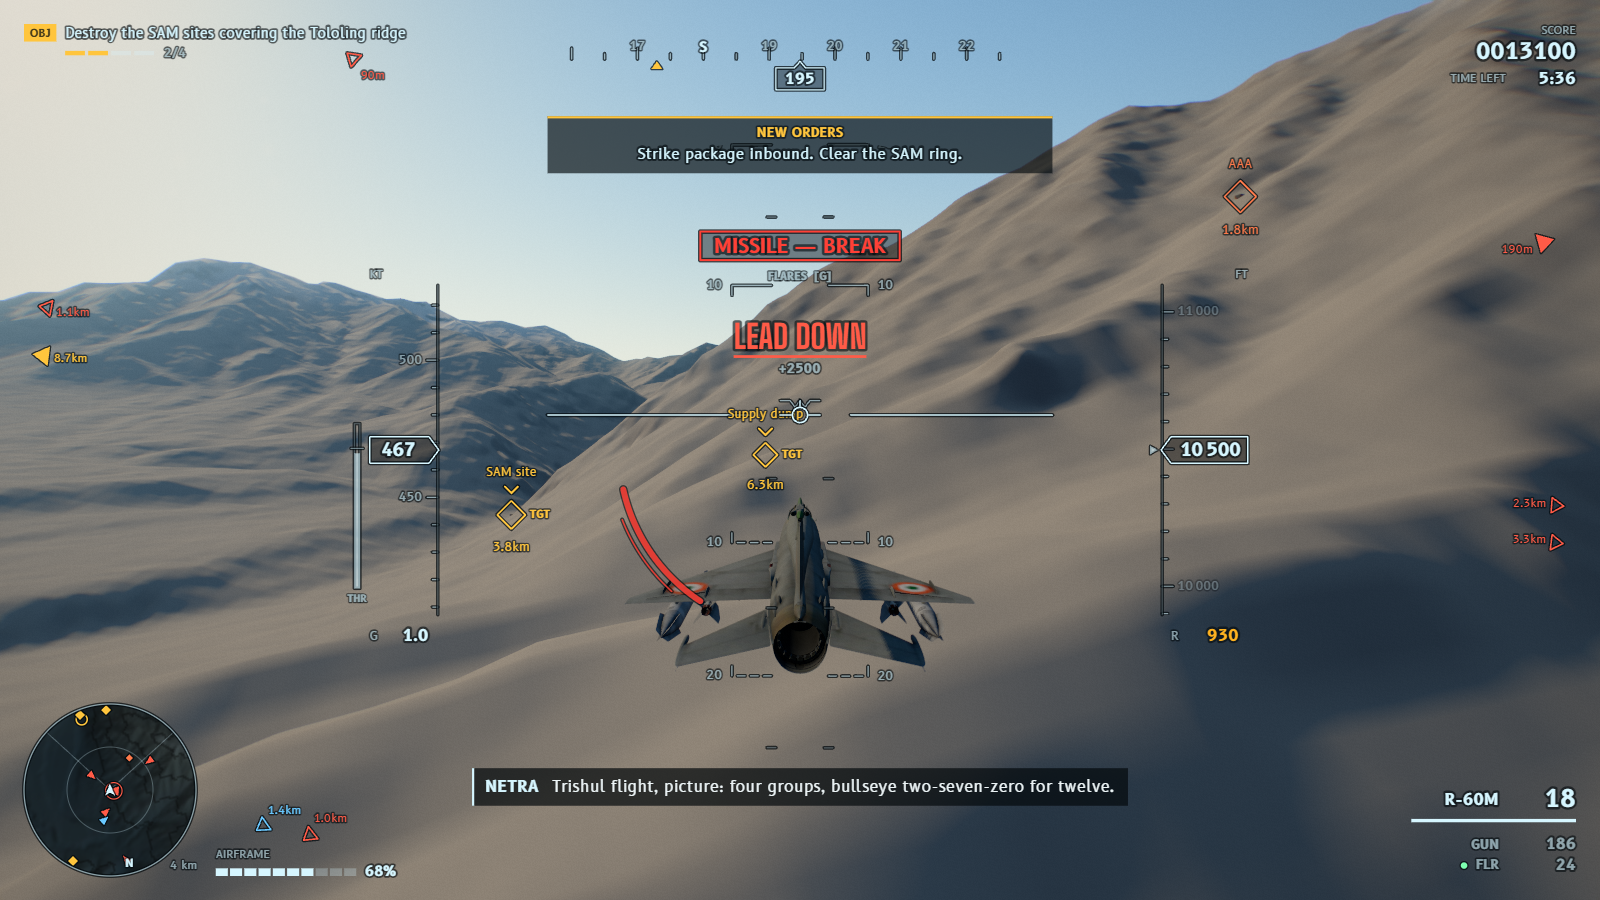 OBJ Destroy the SAM sites covering the Tololing ridge
2/4
90m
17 S 19 20 21 22
195
SCORE
0013100
TIME LEFT 5:36
NEW ORDERS
Strike package inbound. Clear the SAM ring.
AAA
1.8km
190m
MISSILE — BREAK
FLARES [G]
10 10
KT
FT
1.1km
8.7km
11 000
LEAD DOWN
+2500
500
467
450
10 500
10 000
Supply dump
TGT
6.3km
SAM site
TGT
3.8km
2.3km
3.3km
10 10
THR
G 1.0
R 930
20 20
NETRA Trishul flight, picture: four groups, bullseye two-seven-zero for twelve.
N
4 km
1.4km
1.0km
AIRFRAME
68%
R-60M 18
GUN 186
FLR 24